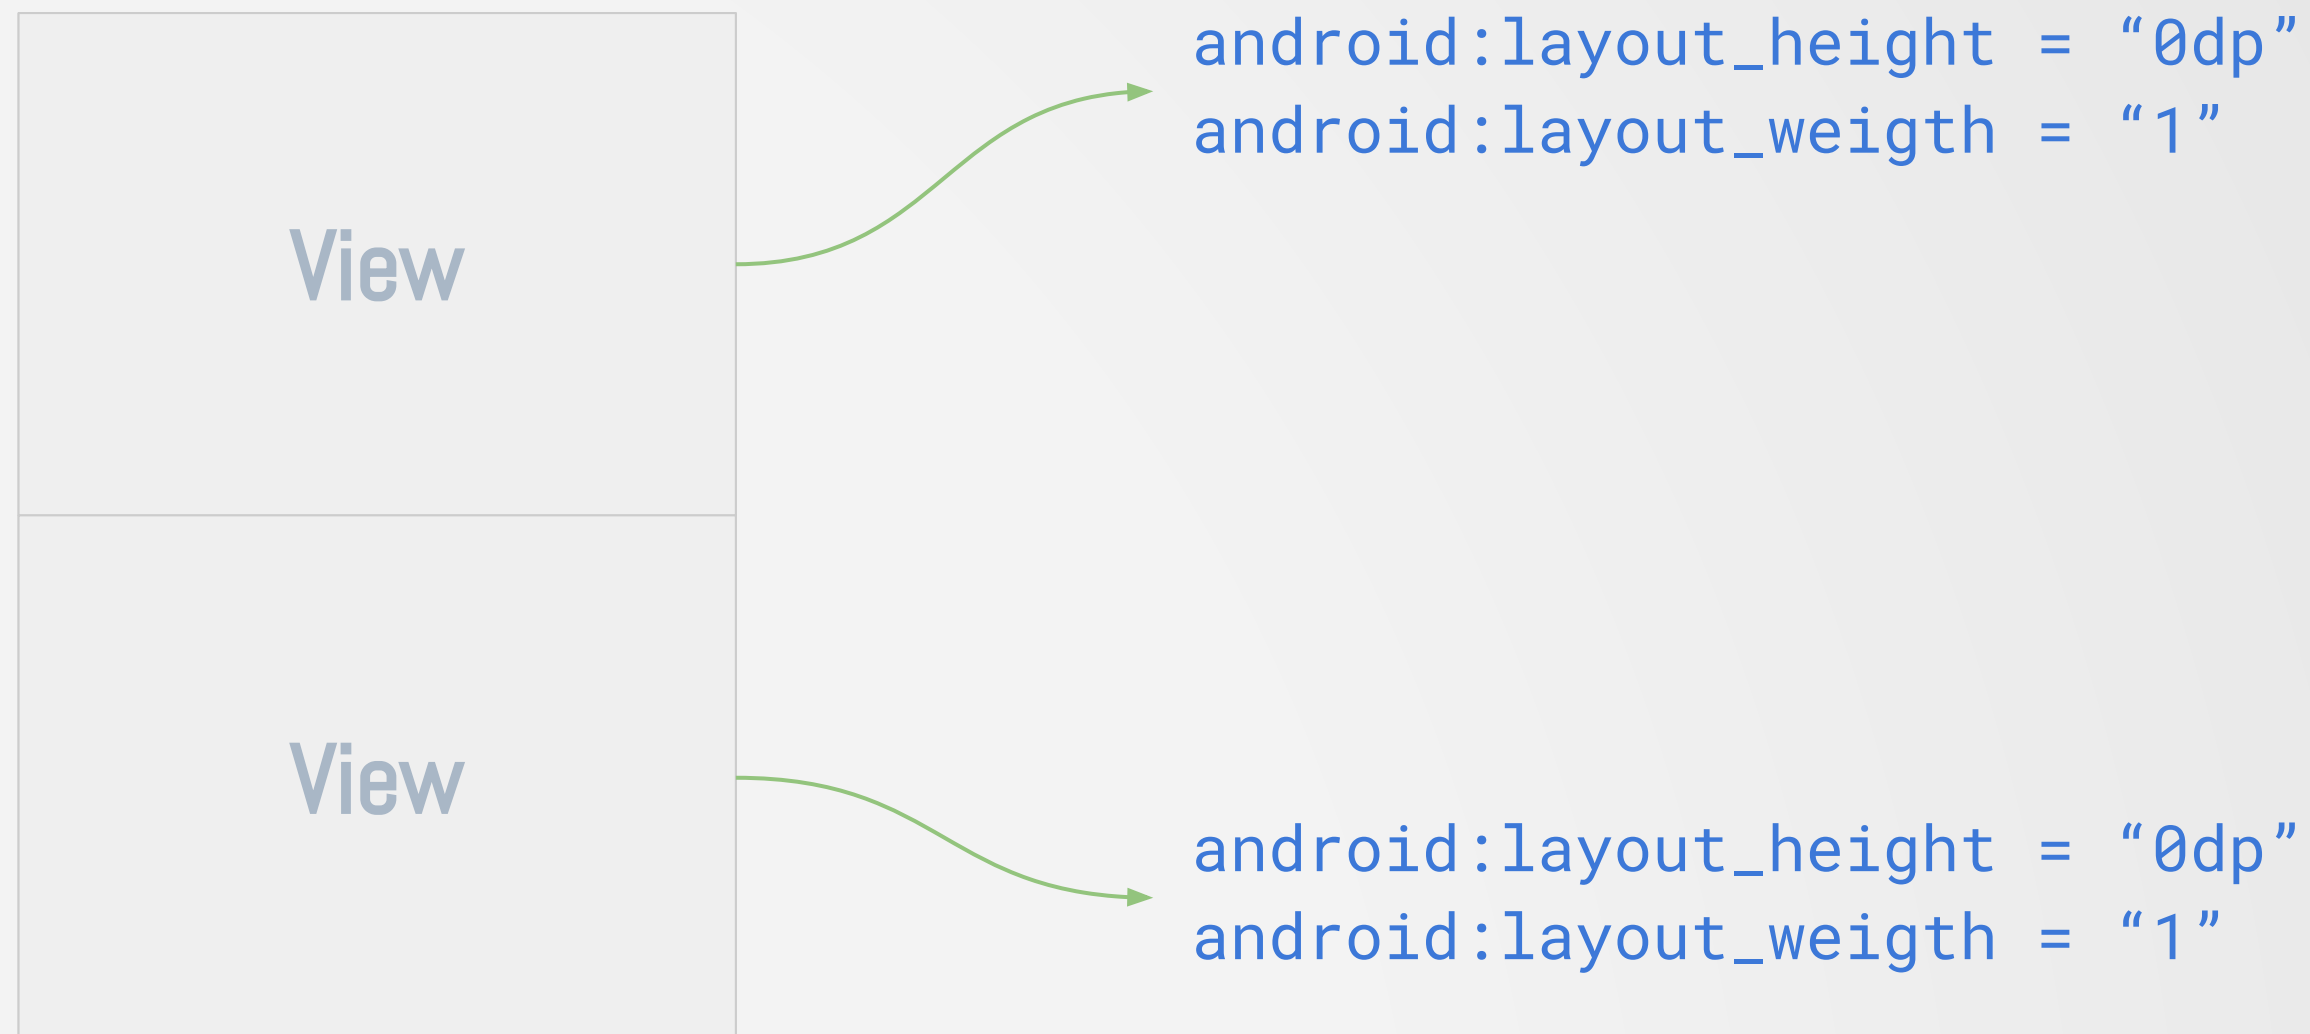 android:layout_height = “0dp”
android:layout_weigth = “1”
View
View
android:layout_height = “0dp”
android:layout_weigth = “1”